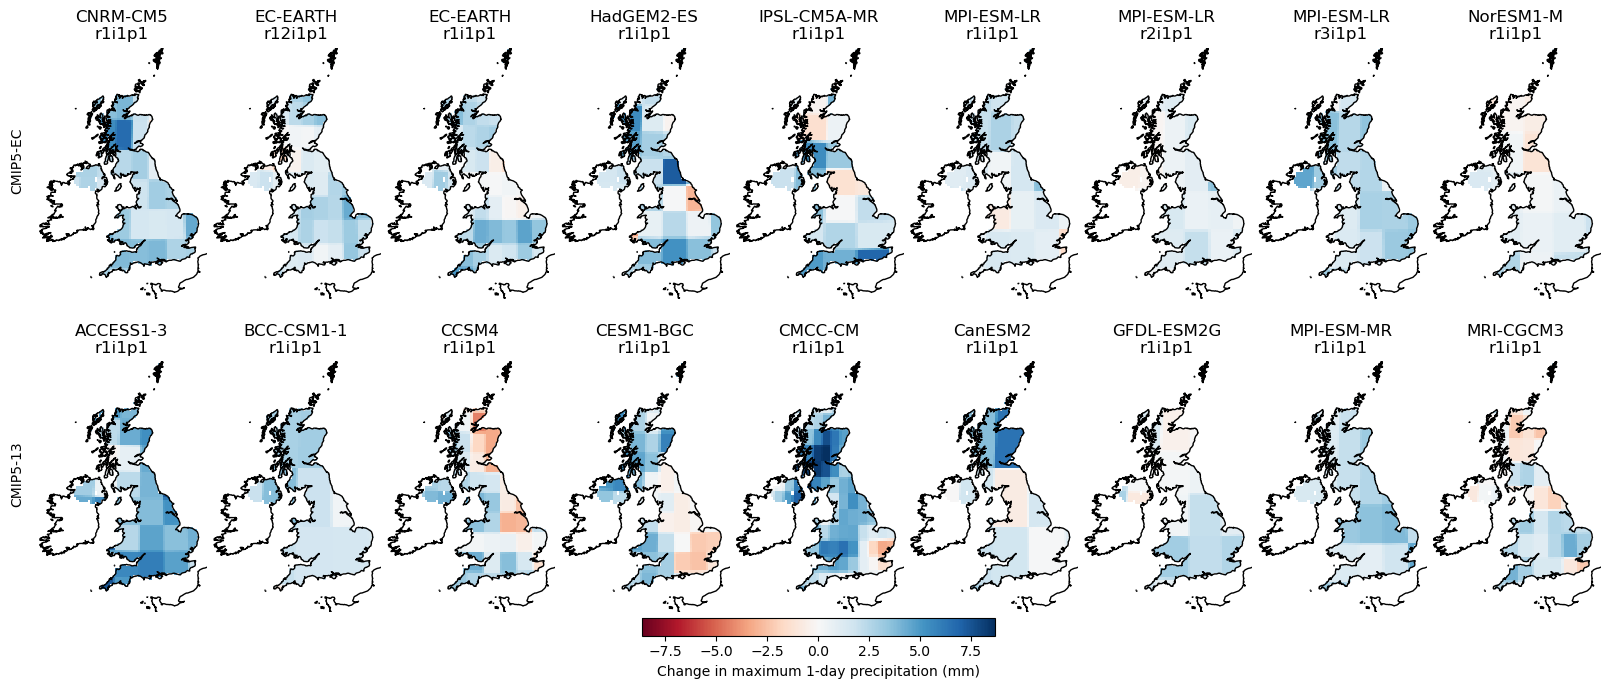 CNRM-CM5
r1i1p1
EC-EARTH
r12i1p1
EC-EARTH
r1i1p1
HadGEM2-ES
r1i1p1
IPSL-CM5A-MR
r1i1p1
MPI-ESM-LR
r1i1p1
MPI-ESM-LR
r2i1p1
MPI-ESM-LR
r3i1p1
NorESM1-M
r1i1p1
CMIP5-EC
ACCESS1-3
r1i1p1
BCC-CSM1-1
r1i1p1
CCSM4
r1i1p1
CESM1-BGC
r1i1p1
CMCC-CM
r1i1p1
CanESM2
r1i1p1
GFDL-ESM2G
r1i1p1
MPI-ESM-MR
r1i1p1
MRI-CGCM3
r1i1p1
CMIP5-13
−7.5 −5.0 −2.5 0.0 2.5 5.0 7.5
Change in maximum 1-day precipitation (mm)